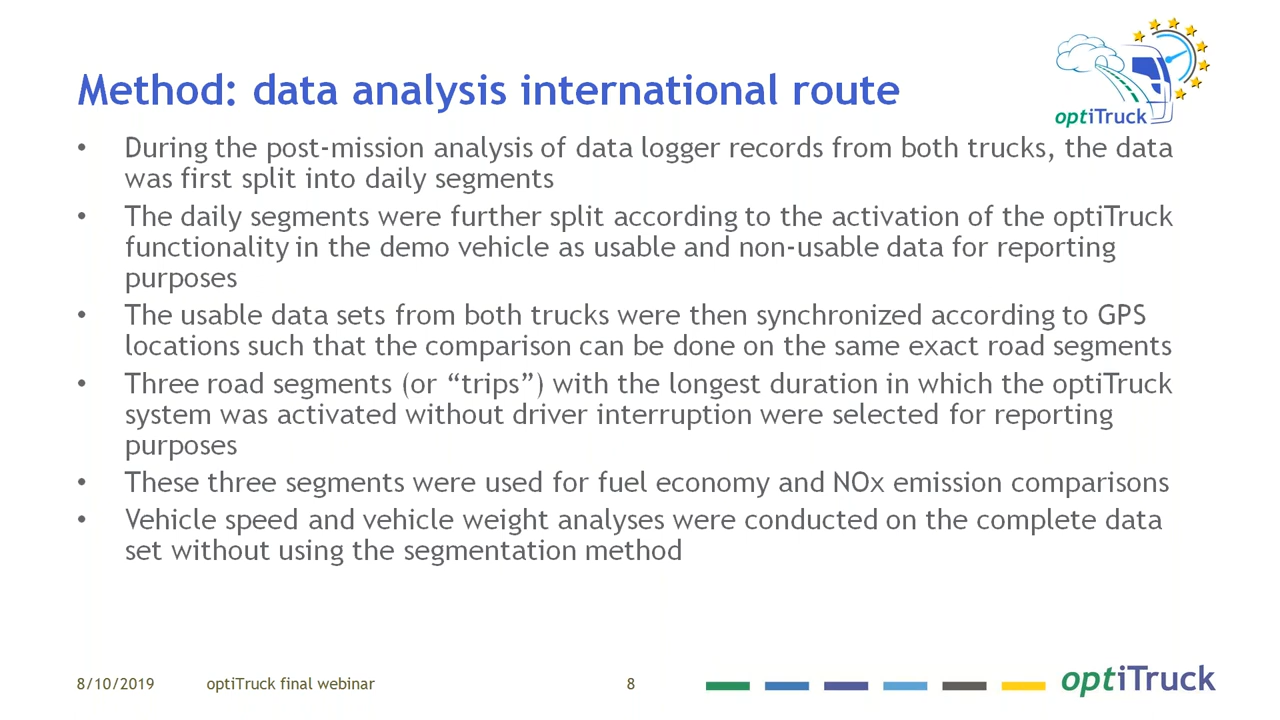 Method: data analysis international route
optiTruck
• During the post-mission analysis of data logger records from both trucks, the data
was first split into daily segments
• The daily segments were further split according to the activation of the optiTruck
functionality in the demo vehicle as usable and non-usable data for reporting
purposes
• The usable data sets from both trucks were then synchronized according to GPS
locations such that the comparison can be done on the same exact road segments
• Three road segments (or “trips”) with the longest duration in which the optiTruck
system was activated without driver interruption were selected for reporting
purposes
• These three segments were used for fuel economy and NOx emission comparisons
• Vehicle speed and vehicle weight analyses were conducted on the complete data
set without using the segmentation method
8/10/2019 optiTruck final webinar 8 optiTruck